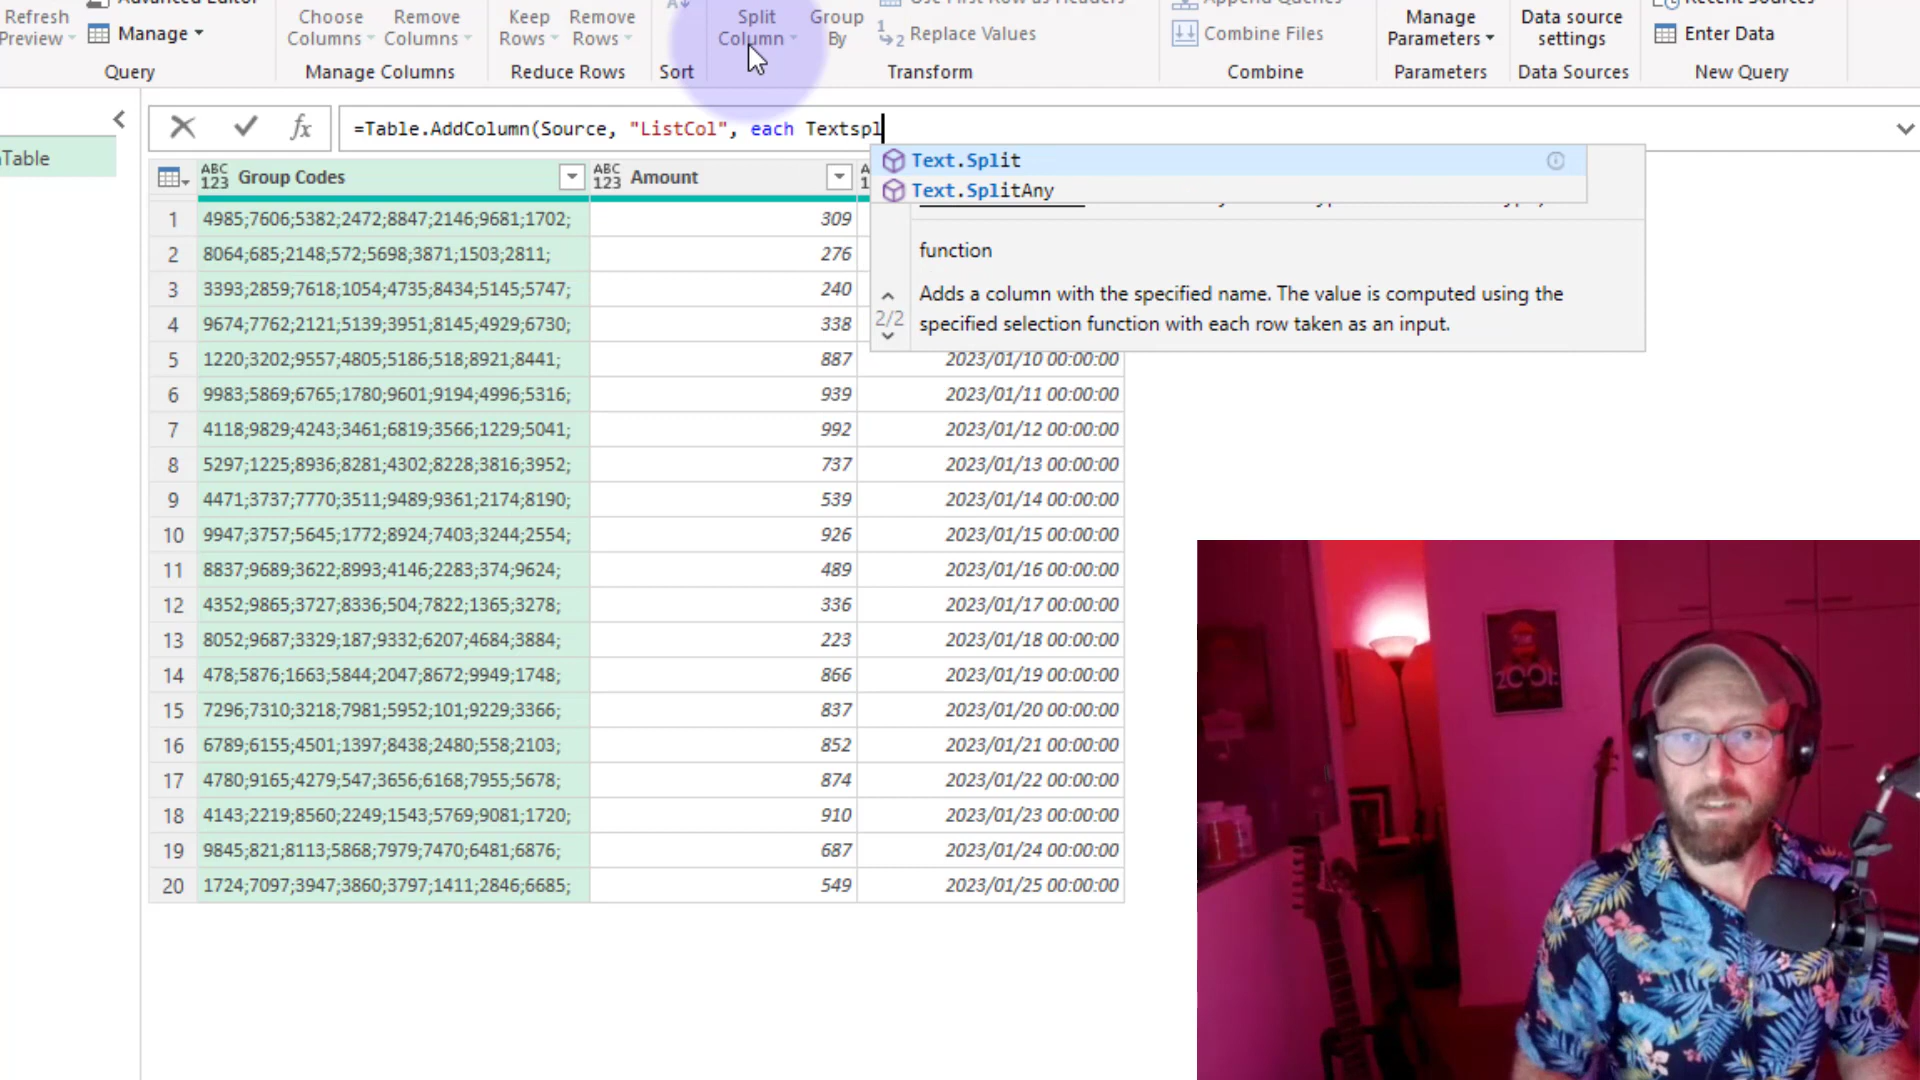 Refresh
Preview
Advanced Editor
Manage
Query
Choose
Columns
Remove
Columns
Manage Columns
Keep
Rows
Remove
Rows
Reduce Rows
Sort
Split
Column
Group
By
Use First Row as Headers
Replace Values
Transform
Append Queries
Combine Files
Combine
Manage
Parameters
Parameters
Data source
settings
Data Sources
Recent Sources
Enter Data
New Query
Table
fx
=Table.AddColumn(Source, "ListCol", each Textspl
Text.Split
Text.SplitAny
function
Adds a column with the specified name. The value is computed using the
specified selection function with each row taken as an input.
2/2
ABC 123 Group Codes ABC 123 Amount
1 4985;7606;5382;2472;8847;2146;9681;1702; 309
2 8064;685;2148;572;5698;3871;1503;2811; 276
3 3393;2859;7618;1054;4735;8434;5145;5747; 240
4 9674;7762;2121;5139;3951;8145;4929;6730; 338
5 1220;3202;9557;4805;5186;518;8921;8441; 887 2023/01/10 00:00:00
6 9983;5869;6765;1780;9601;9194;4996;5316; 939 2023/01/11 00:00:00
7 4118;9829;4243;3461;6819;3566;1229;5041; 992 2023/01/12 00:00:00
8 5297;1225;8936;8281;4302;8228;3816;3952; 737 2023/01/13 00:00:00
9 4471;3737;7770;3511;9489;9361;2174;8190; 539 2023/01/14 00:00:00
10 9947;3757;5645;1772;8924;7403;3244;2554; 926 2023/01/15 00:00:00
11 8837;9689;3622;8993;4146;2283;374;9624; 489 2023/01/16 00:00:00
12 4352;9865;3727;8336;504;7822;1365;3278; 336 2023/01/17 00:00:00
13 8052;9687;3329;187;9332;6207;4684;3884; 223 2023/01/18 00:00:00
14 478;5876;1663;5844;2047;8672;9949;1748; 866 2023/01/19 00:00:00
15 7296;7310;3218;7981;5952;101;9229;3366; 837 2023/01/20 00:00:00
16 6789;6155;4501;1397;8438;2480;558;2103; 852 2023/01/21 00:00:00
17 4780;9165;4279;547;3656;6168;7955;5678; 874 2023/01/22 00:00:00
18 4143;2219;8560;2249;1543;5769;9081;1720; 910 2023/01/23 00:00:00
19 9845;821;8113;5868;7979;7470;6481;6876; 687 2023/01/24 00:00:00
20 1724;7097;3947;3860;3797;1411;2846;6685; 549 2023/01/25 00:00:00
2001: